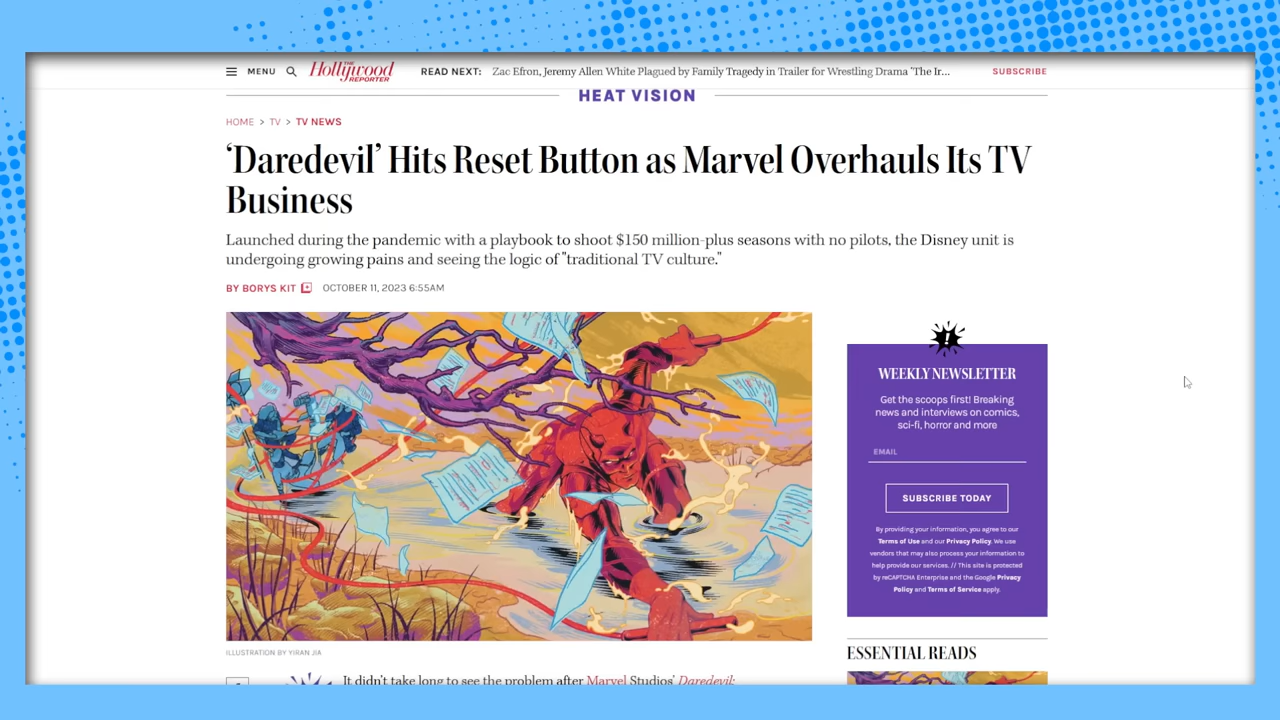 MENU
THE
Hollywood
REPORTER
READ NEXT: Zac Efron, Jeremy Allen White Plagued by Family Tragedy in Trailer for Wrestling Drama 'The Ir...
SUBSCRIBE
HEAT VISION
HOME > TV > TV NEWS
‘Daredevil’ Hits Reset Button as Marvel Overhauls Its TV
Business
Launched during the pandemic with a playbook to shoot $150 million-plus seasons with no pilots, the Disney unit is
undergoing growing pains and seeing the logic of "traditional TV culture."
BY BORYS KIT
OCTOBER 11, 2023 6:55AM
ILLUSTRATION BY YIRAN JIA
It didn't take long to see the problem after Marvel Studios' Daredevil:
!
WEEKLY NEWSLETTER
Get the scoops first! Breaking
news and interviews on comics,
sci-fi, horror and more
EMAIL
SUBSCRIBE TODAY
By providing your information, you agree to our
Terms of Use and our Privacy Policy. We use
vendors that may also process your information to
help provide our services. // This site is protected
by reCAPTCHA Enterprise and the Google Privacy
Policy and Terms of Service apply.
ESSENTIAL READS